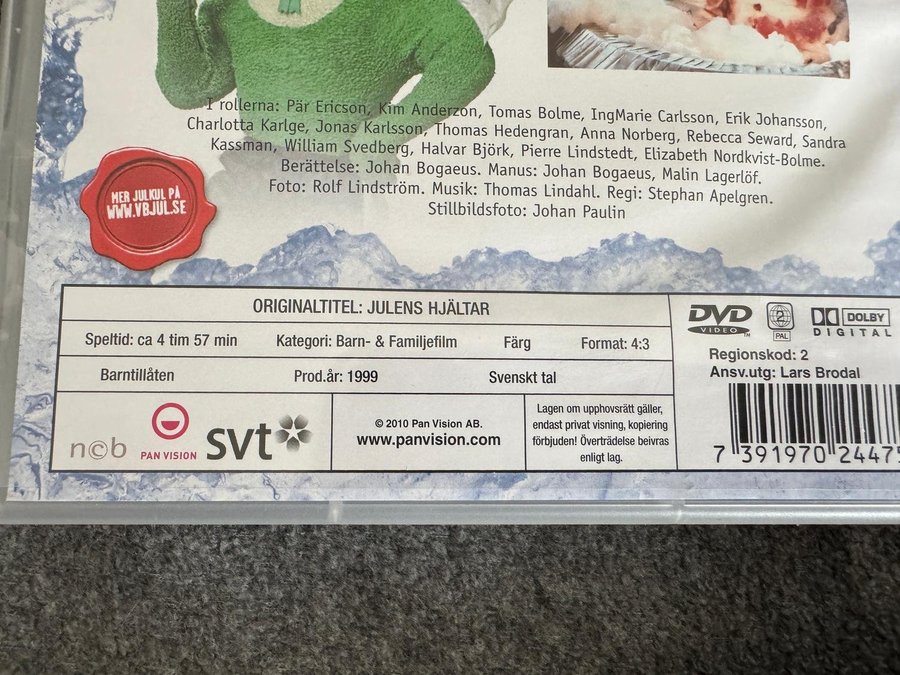 I rollerna: Pär Ericson, Kim Anderzon, Tomas Bolme, IngMarie Carlsson, Erik Johansson,
Charlotta Karlge, Jonas Karlsson, Thomas Hedengran, Anna Norberg, Rebecca Seward, Sandra
Kassman, William Svedberg, Halvar Björk, Pierre Lindstedt, Elizabeth Nordkvist-Bolme.
Berättelse: Johan Bogaeus. Manus: Johan Bogaeus, Malin Lagerlöf.
Foto: Rolf Lindström. Musik: Thomas Lindahl. Regi: Stephan Apelgren.
Stillbildsfoto: Johan Paulin
MER JULKUL PÅ
WWW.VBJUL.SE
ORIGINALTITEL: JULENS HJÄLTAR
Speltid: ca 4 tim 57 min Kategori: Barn- & Familjefilm Färg Format: 4:3
Barntillåten Prod.år: 1999 Svenskt tal
ncb PAN VISION svt
© 2010 Pan Vision AB.
www.panvision.com
Lagen om upphovsrätt gäller,
endast privat visning, kopiering
förbjuden! Överträdelse beivras
enligt lag.
DVD VIDEO 2 PAL DOLBY DIGITAL
Regionskod: 2
Ansv.utg: Lars Brodal
7 391970 24475